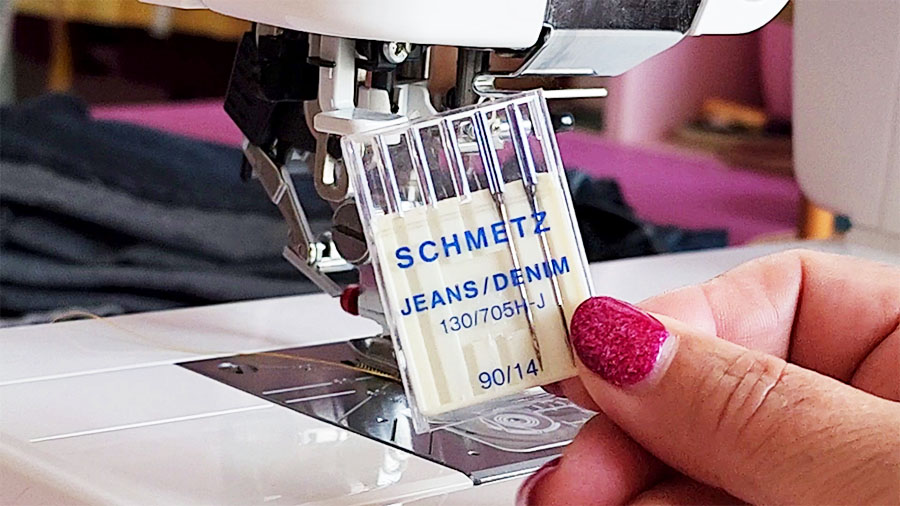 SCHMETZ
JEANS/DENIM
130/705H-J
90/14